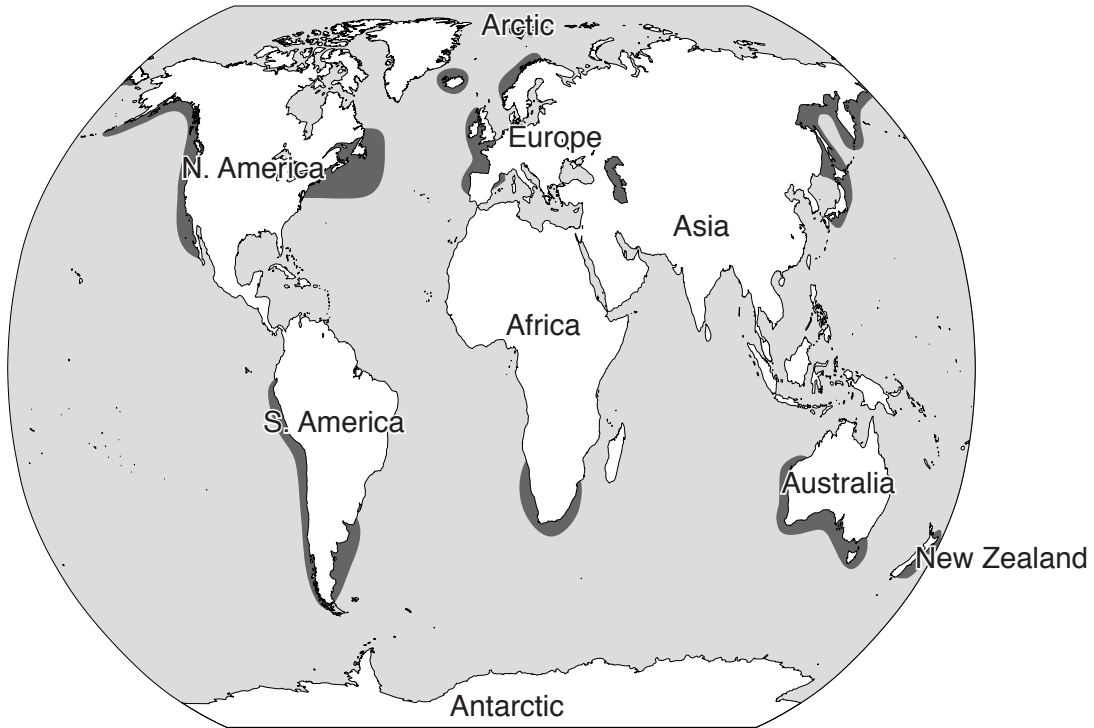 Arctic
Europe
N. America
Asia
Africa
S. America
Australia
New Zealand
Antarctic